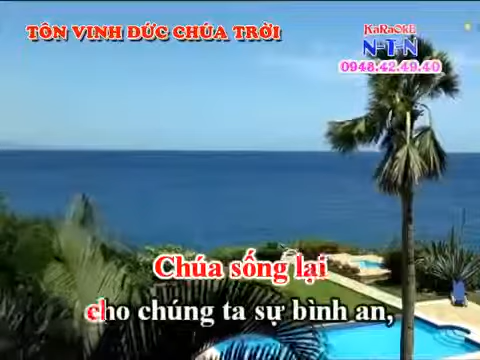 TÔN VINH ĐỨC CHÚA TRỜI
KaRaOkE
N-T-N
0948.42.49.40
Chúa sống lại
cho chúng ta sự bình an,